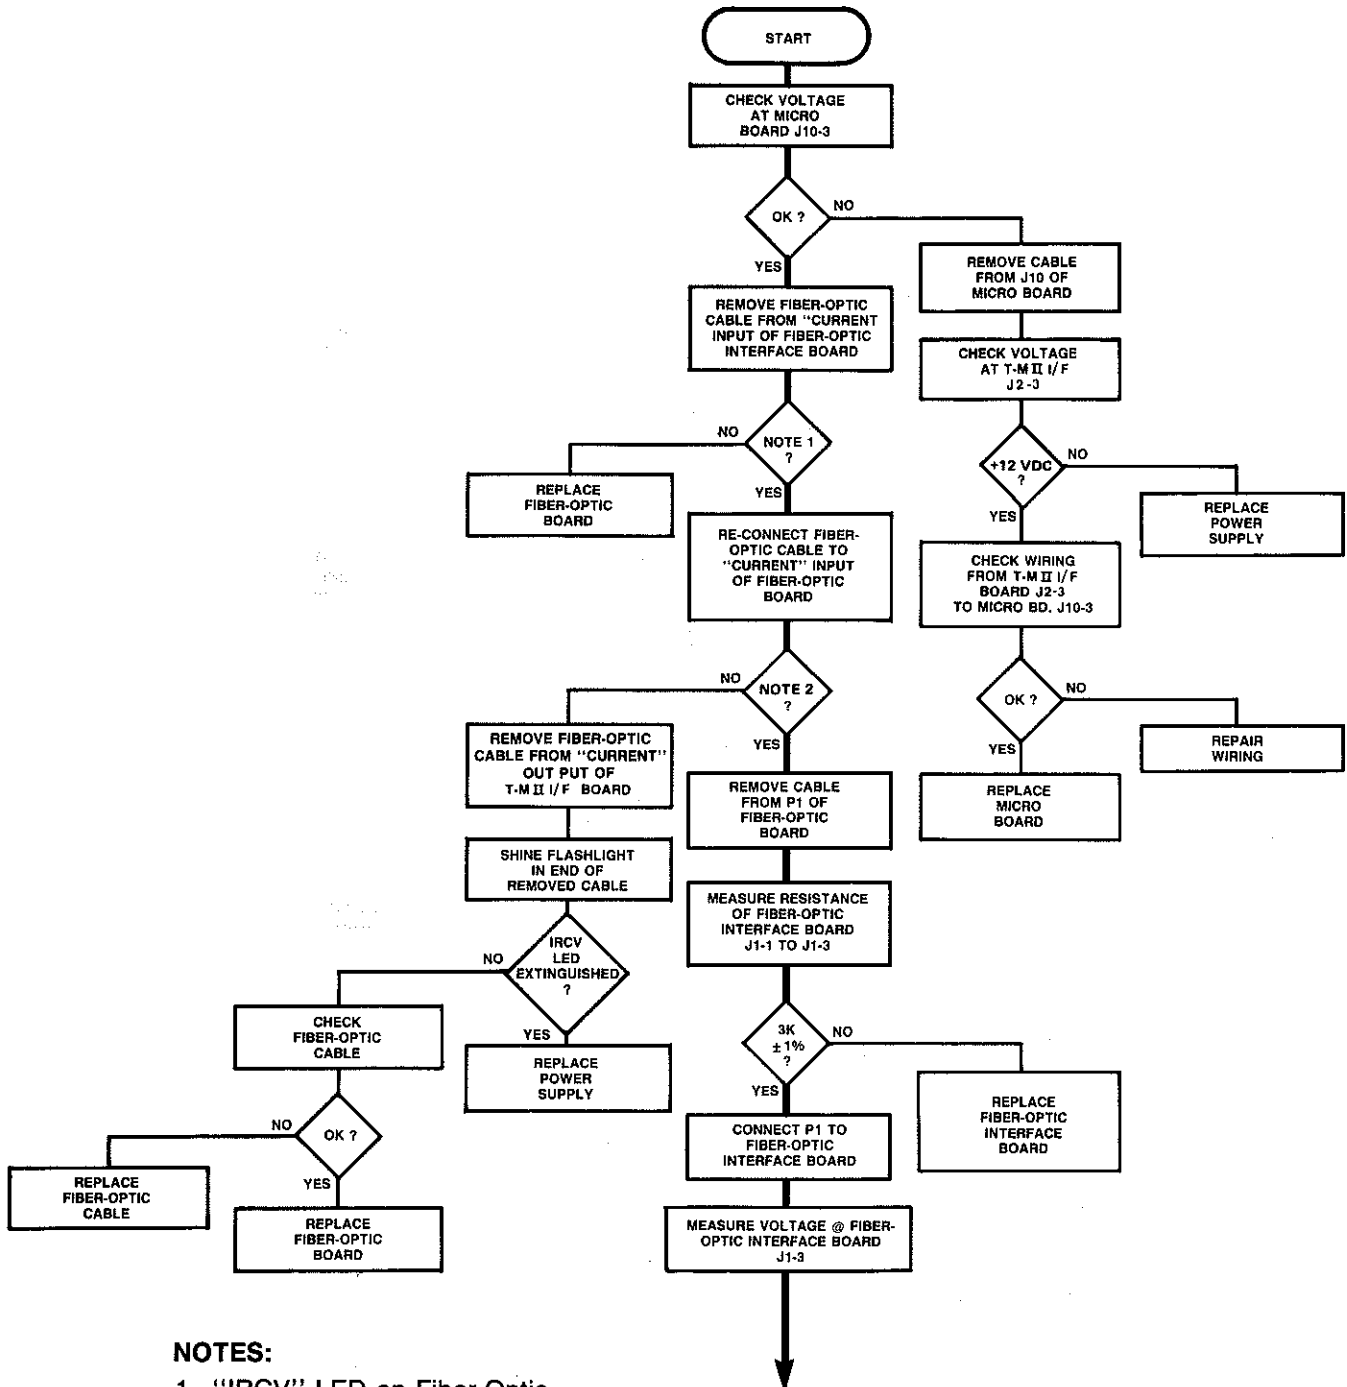 START
CHECK VOLTAGE
AT MICRO
BOARD J10-3
OK ?
NO
YES
REMOVE CABLE
FROM J10 OF
MICRO BOARD
REMOVE FIBER-OPTIC
CABLE FROM "CURRENT
INPUT OF FIBER-OPTIC
INTERFACE BOARD
CHECK VOLTAGE
AT T-M II I/F
J2-3
NO
NOTE 1
?
YES
+12 VDC
?
NO
YES
REPLACE
FIBER-OPTIC
BOARD
REPLACE
POWER
SUPPLY
RE-CONNECT FIBER-
OPTIC CABLE TO
"CURRENT" INPUT
OF FIBER-OPTIC
BOARD
CHECK WIRING
FROM T-M II I/F
BOARD J2-3
TO MICRO BD. J10-3
NO
NOTE 2
?
YES
OK ?
NO
YES
REMOVE FIBER-OPTIC
CABLE FROM "CURRENT"
OUT PUT OF
T-M II I/F BOARD
REPAIR
WIRING
REMOVE CABLE
FROM P1 OF
FIBER-OPTIC
BOARD
REPLACE
MICRO
BOARD
SHINE FLASHLIGHT
IN END OF
REMOVED CABLE
MEASURE RESISTANCE
OF FIBER-OPTIC
INTERFACE BOARD
J1-1 TO J1-3
NO
IRCV
LED
EXTINGUISHED
?
YES
CHECK
FIBER-OPTIC
CABLE
3K
± 1%
?
NO
YES
REPLACE
POWER
SUPPLY
REPLACE
FIBER-OPTIC
INTERFACE
BOARD
NO
OK ?
YES
CONNECT P1 TO
FIBER-OPTIC
INTERFACE BOARD
REPLACE
FIBER-OPTIC
CABLE
REPLACE
FIBER-OPTIC
BOARD
MEASURE VOLTAGE @ FIBER-
OPTIC INTERFACE BOARD
J1-3
NOTES:
1. "IRCV" LED on Fiber Optic